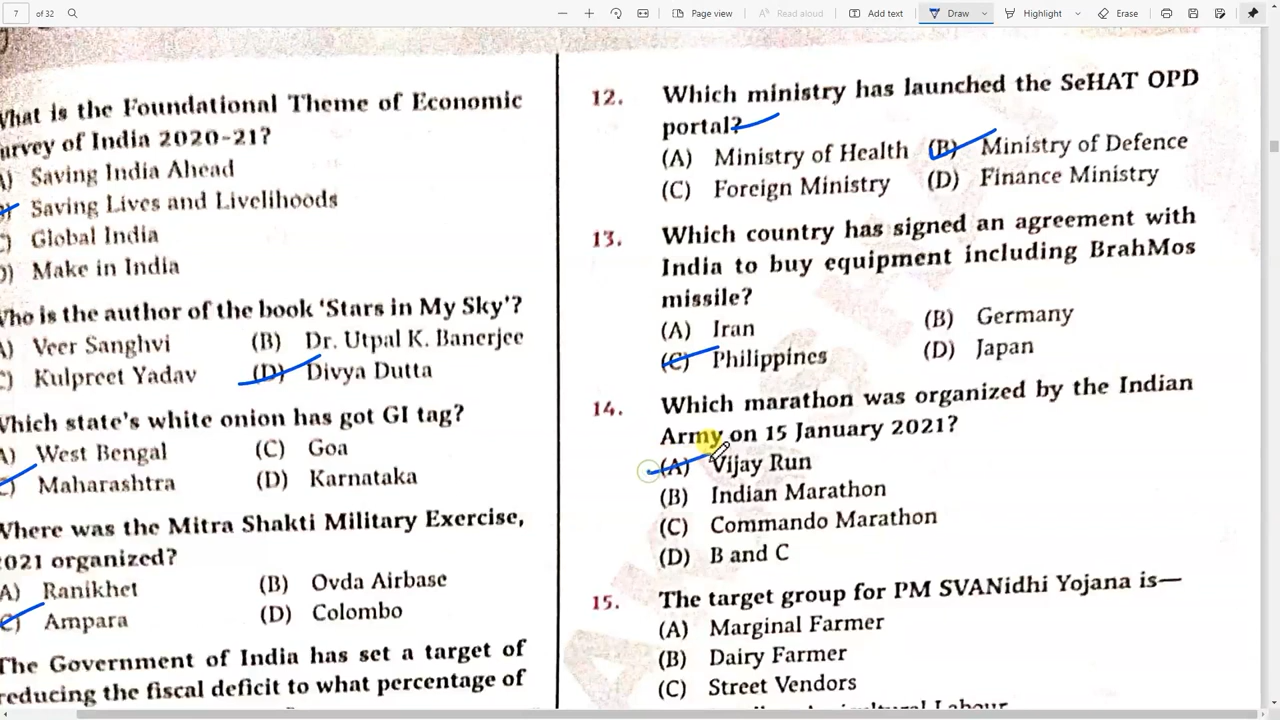 7 of 32 Page view Read aloud Add text Draw Highlight Erase
What is the Foundational Theme of Economic
Survey of India 2020-21?
A) Saving India Ahead
Saving Lives and Livelihoods
C) Global India
D) Make in India
Who is the author of the book 'Stars in My Sky'?
A) Veer Sanghvi (B) Dr. Utpal K. Banerjee
C) Kulpreet Yadav (D) Divya Dutta
Which state's white onion has got GI tag?
A) West Bengal (C) Goa
Maharashtra (D) Karnataka
Where was the Mitra Shakti Military Exercise,
2021 organized?
A) Ranikhet (B) Ovda Airbase
C) Ampara (D) Colombo
The Government of India has set a target of
reducing the fiscal deficit to what percentage of
12. Which ministry has launched the SeHAT OPD
portal?
(A) Ministry of Health (B) Ministry of Defence
(C) Foreign Ministry (D) Finance Ministry
13. Which country has signed an agreement with
India to buy equipment including BrahMos
missile?
(A) Iran (B) Germany
(C) Philippines (D) Japan
14. Which marathon was organized by the Indian
Army on 15 January 2021?
(A) Vijay Run
(B) Indian Marathon
(C) Commando Marathon
(D) B and C
15. The target group for PM SVANidhi Yojana is—
(A) Marginal Farmer
(B) Dairy Farmer
(C) Street Vendors
Labour